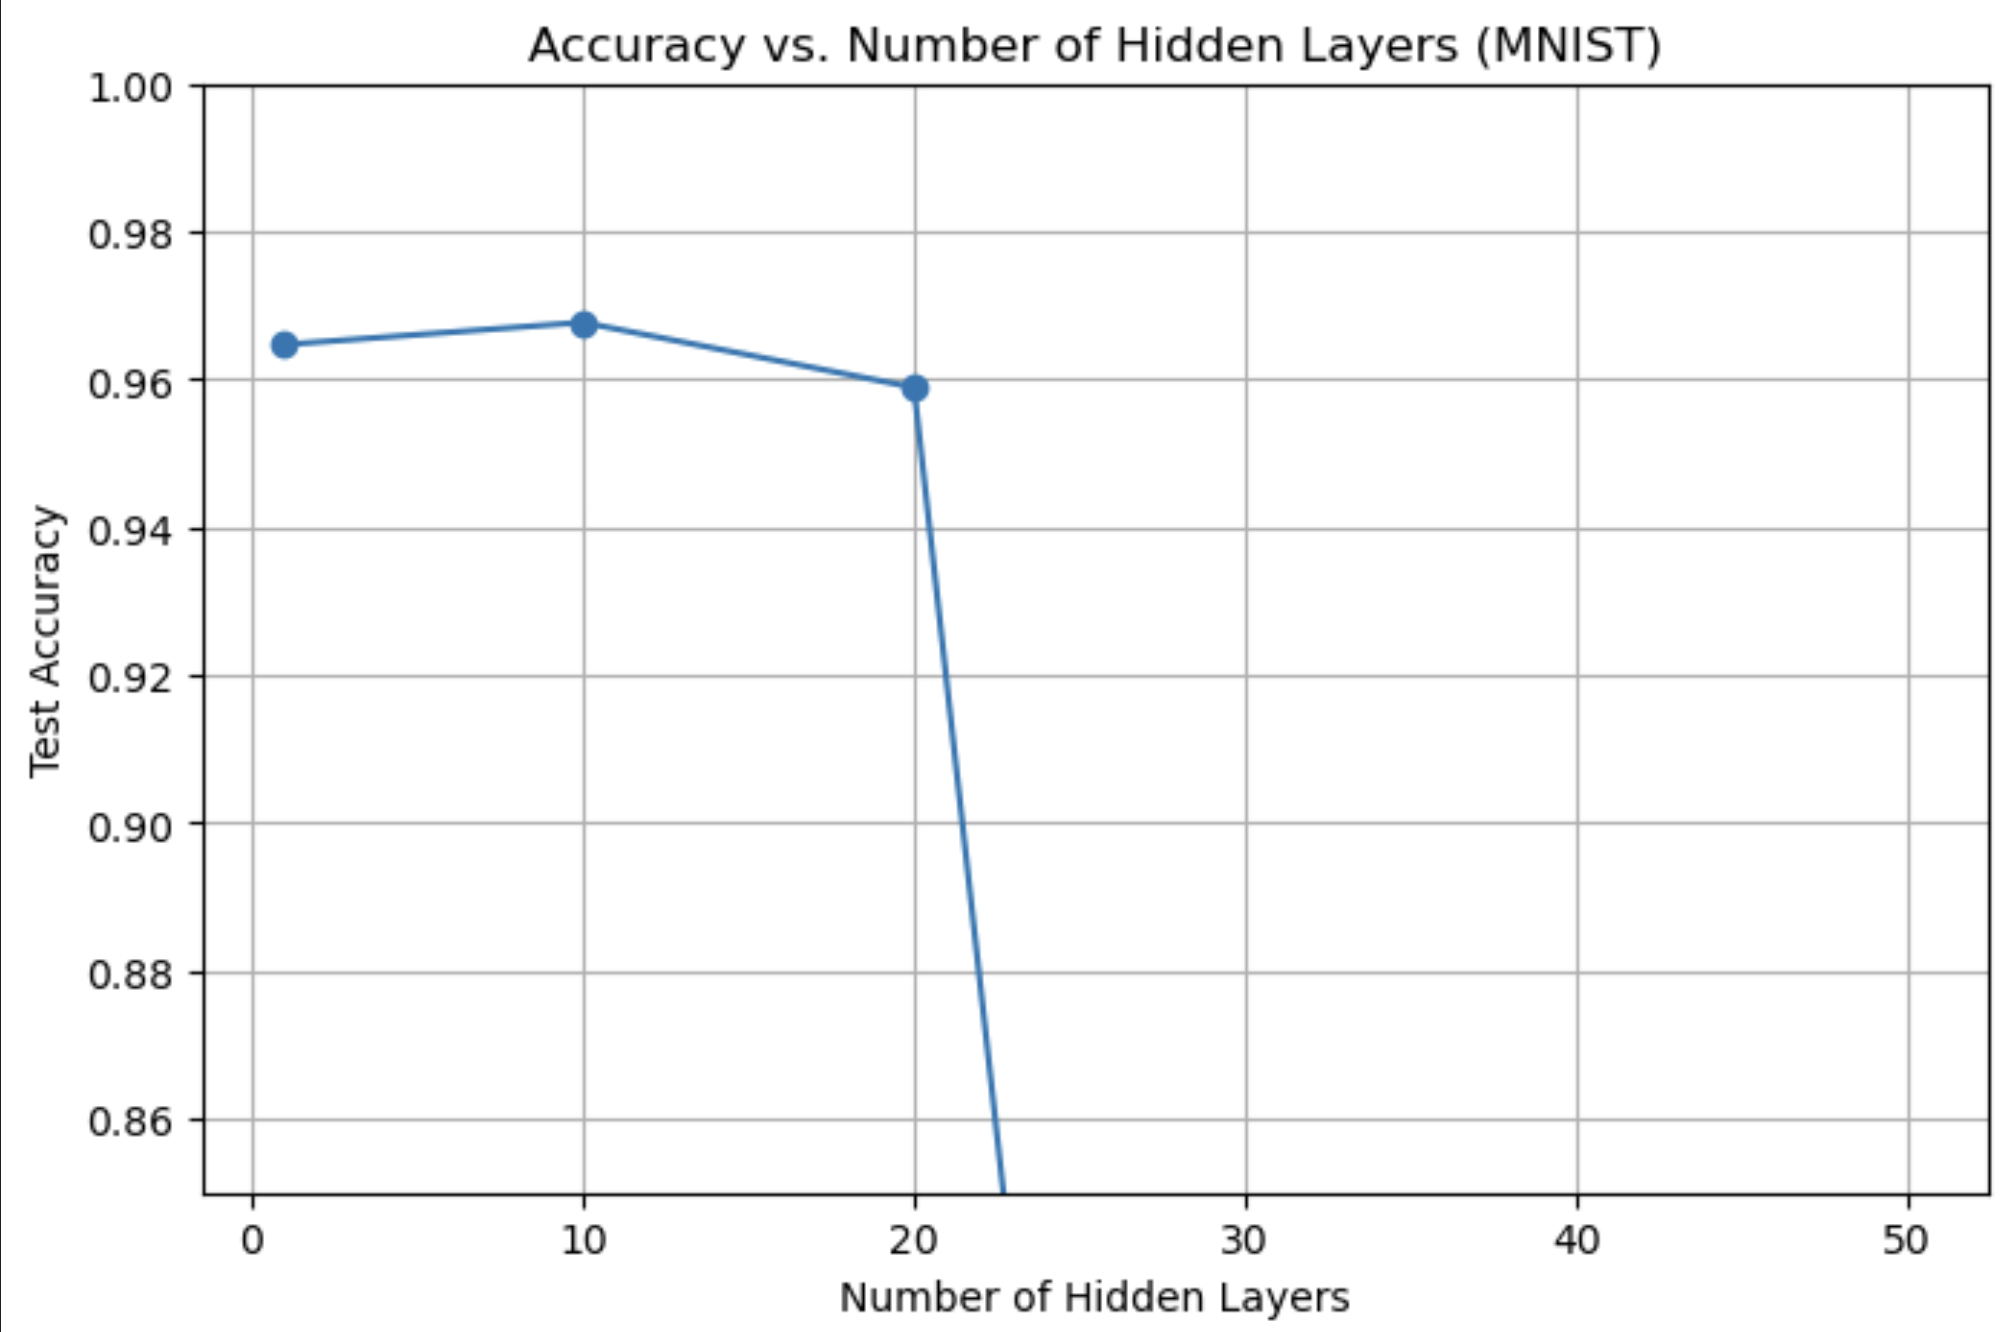 Accuracy vs. Number of Hidden Layers (MNIST)
1.00
0.98
0.96
0.94
0.92
0.90
0.88
0.86
Test Accuracy
0 10 20 30 40 50
Number of Hidden Layers